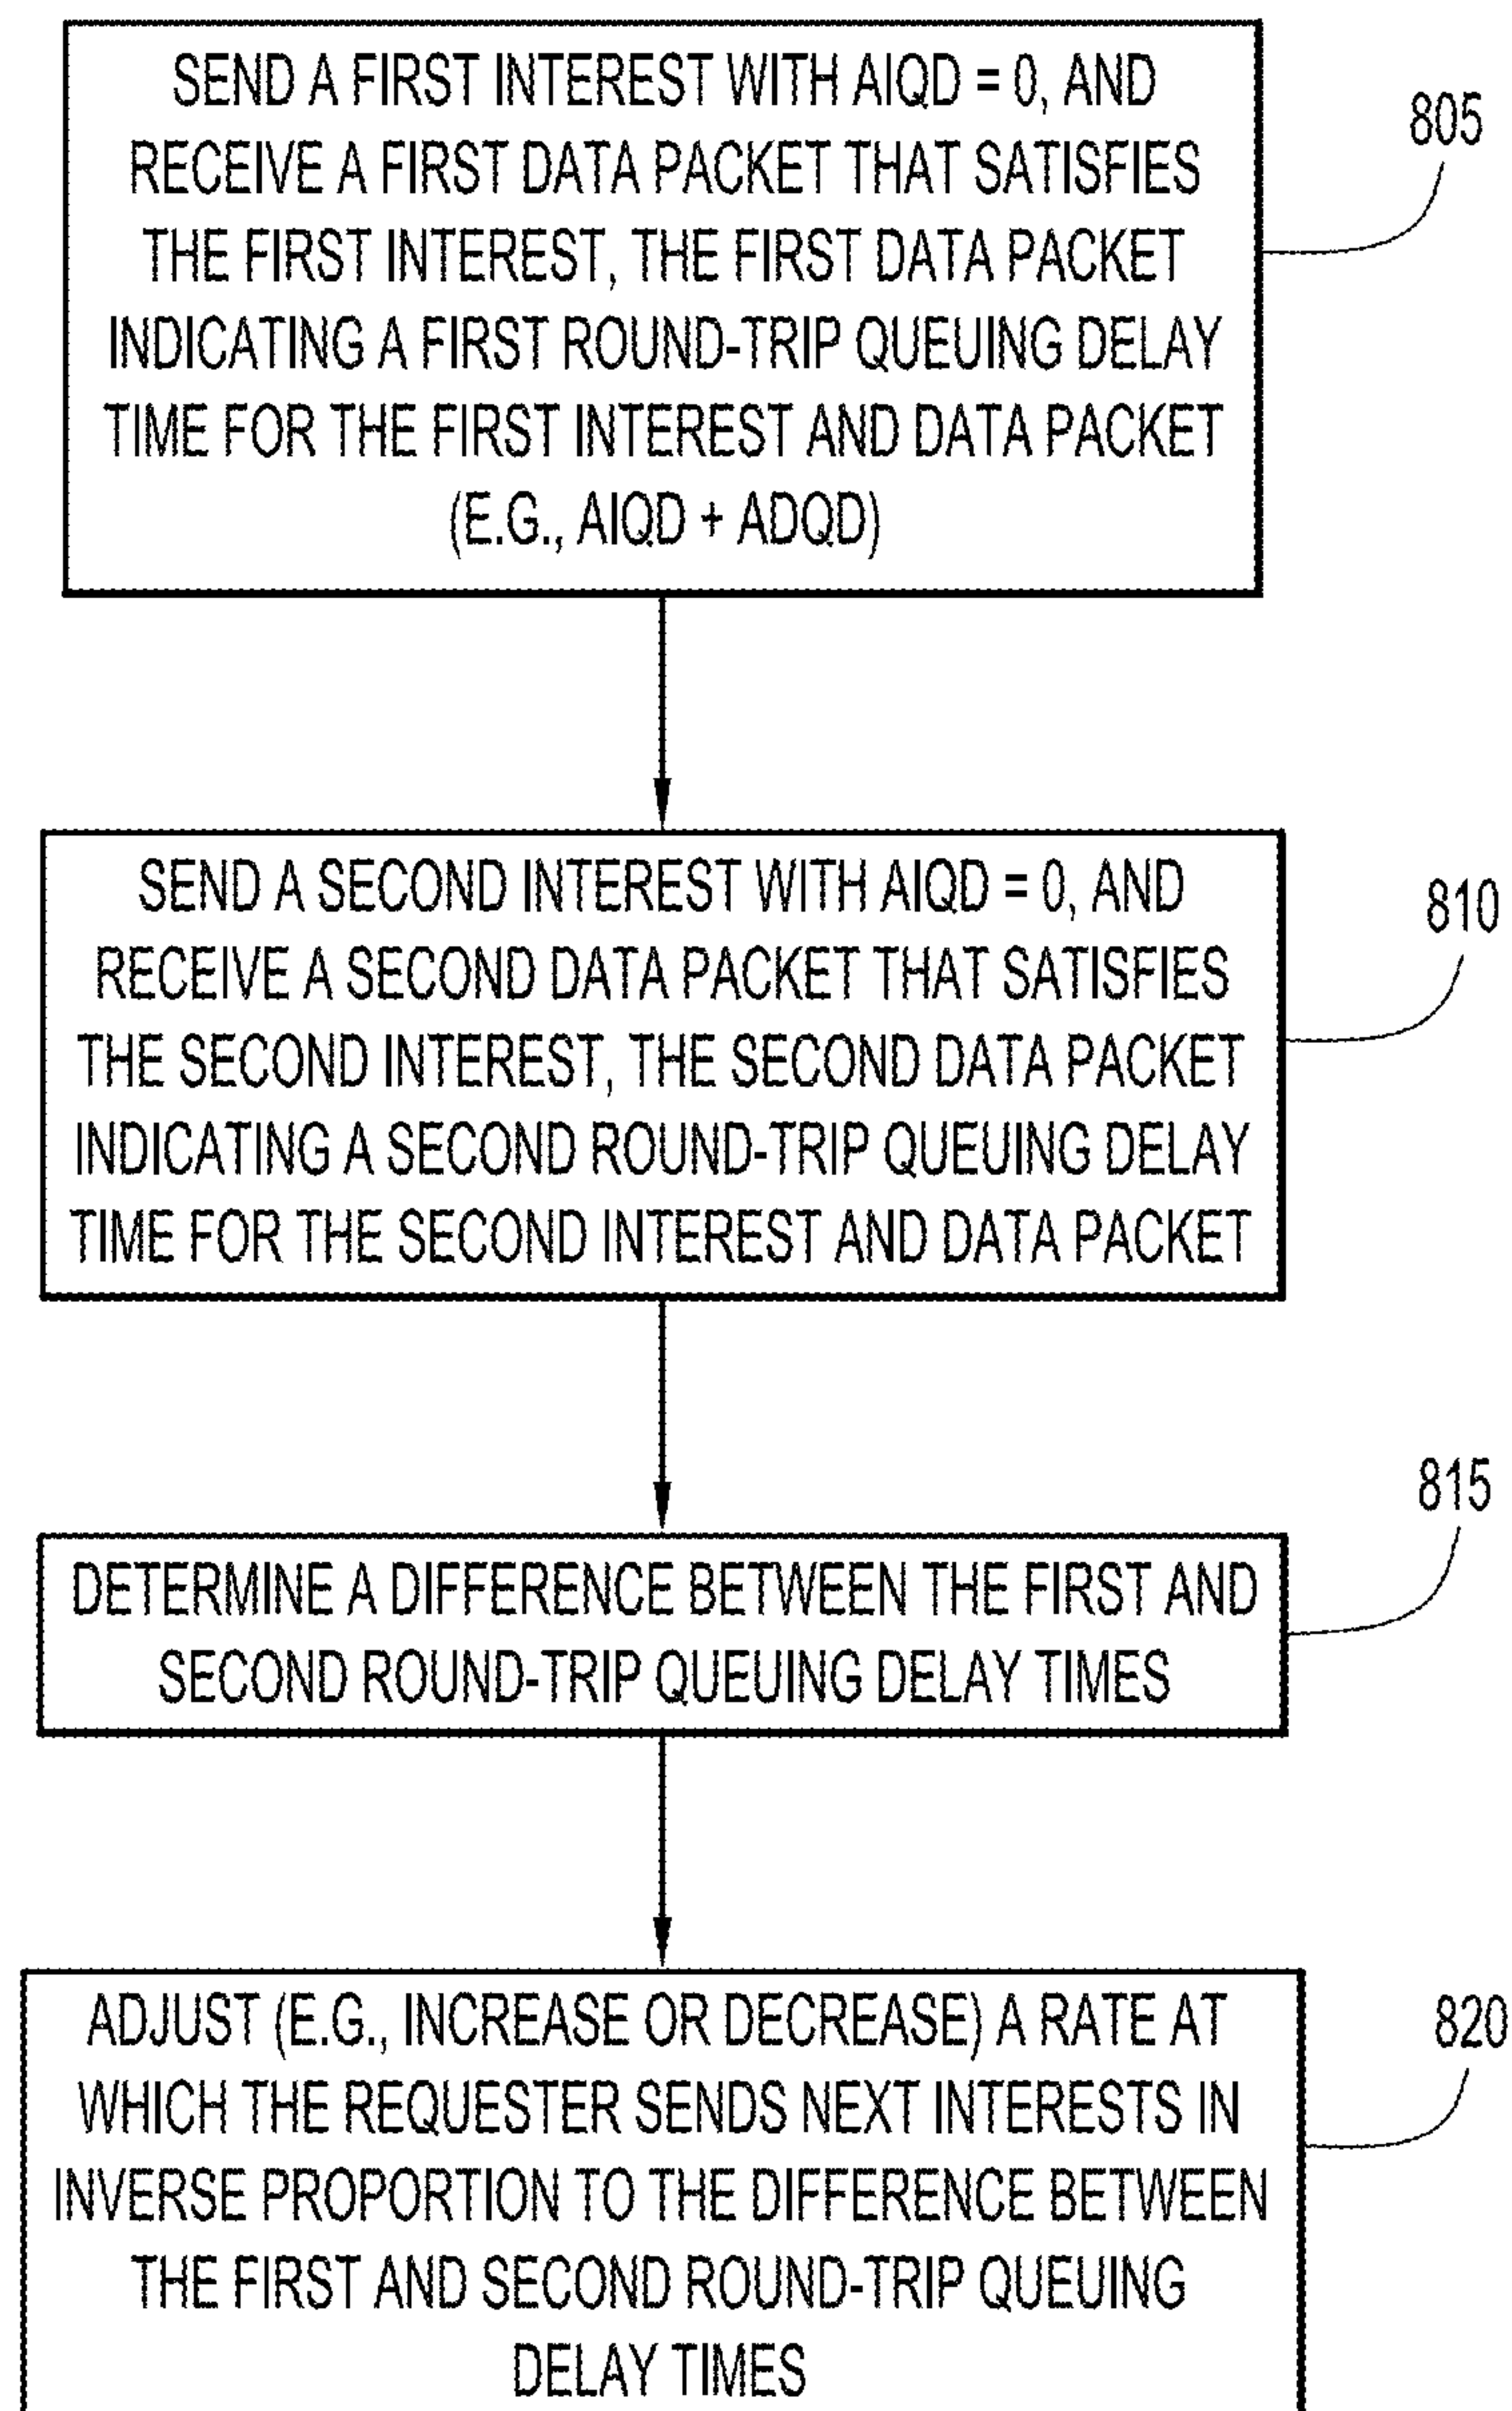 SEND A FIRST INTEREST WITH AIQD = 0, AND
RECEIVE A FIRST DATA PACKET THAT SATISFIES
THE FIRST INTEREST, THE FIRST DATA PACKET
INDICATING A FIRST ROUND-TRIP QUEUING DELAY
TIME FOR THE FIRST INTEREST AND DATA PACKET
(E.G., AIQD + ADQD)
805
SEND A SECOND INTEREST WITH AIQD = 0, AND
RECEIVE A SECOND DATA PACKET THAT SATISFIES
THE SECOND INTEREST, THE SECOND DATA PACKET
INDICATING A SECOND ROUND-TRIP QUEUING DELAY
TIME FOR THE SECOND INTEREST AND DATA PACKET
810
DETERMINE A DIFFERENCE BETWEEN THE FIRST AND
SECOND ROUND-TRIP QUEUING DELAY TIMES
815
ADJUST (E.G., INCREASE OR DECREASE) A RATE AT
WHICH THE REQUESTER SENDS NEXT INTERESTS IN
INVERSE PROPORTION TO THE DIFFERENCE BETWEEN
THE FIRST AND SECOND ROUND-TRIP QUEUING
DELAY TIMES
820